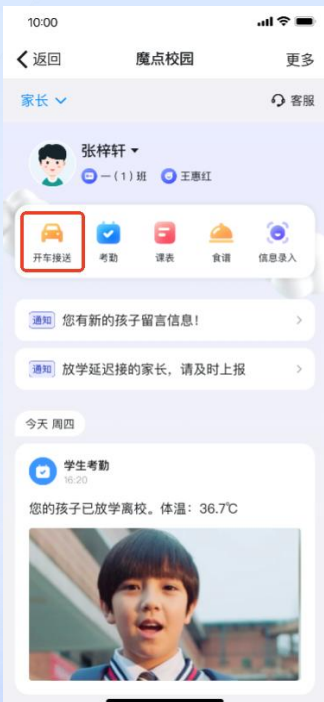 10:00
返回
魔点校园
更多
家长
客服
张梓轩
一（1）班
王惠红
开车接送
考勤
课表
食谱
信息录入
通知 您有新的孩子留言信息！
通知 放学延迟接的家长，请及时上报
今天 周四
学生考勤
16:20
您的孩子已放学离校。体温：36.7℃